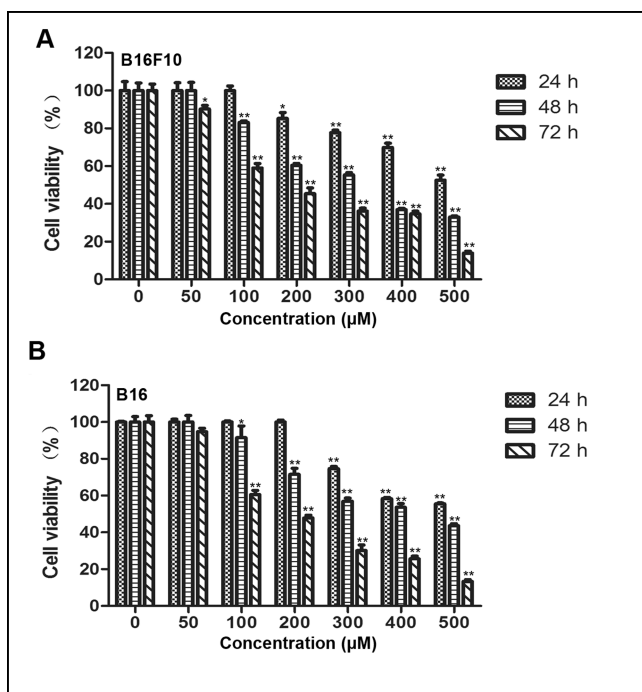 A
B16F10
120
100
80
60
40
20
0
Cell viability (%)
* ** ** * ** ** ** ** ** ** ** ** ** ** **
0 50 100 200 300 400 500
Concentration (μM)
24 h
48 h
72 h
B
B16
120
100
80
60
40
20
0
Cell viability (%)
* ** ** ** ** ** ** ** ** ** ** ** **
0 50 100 200 300 400 500
Concentration (μM)
24 h
48 h
72 h